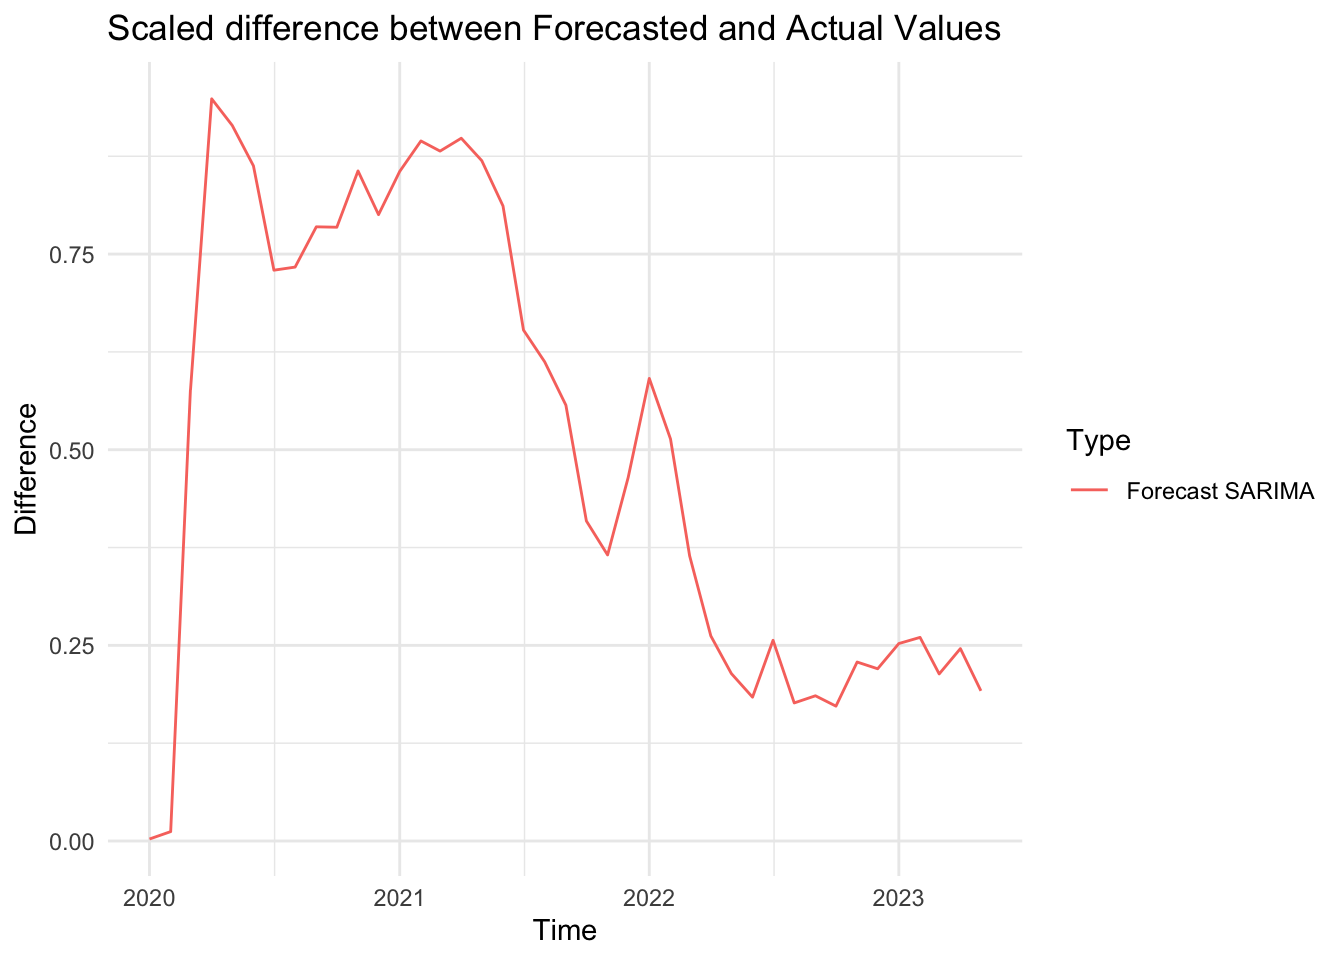 Scaled difference between Forecasted and Actual Values
Difference
0.75
0.50
0.25
0.00
2020 2021 2022 2023
Time
Type
Forecast SARIMA